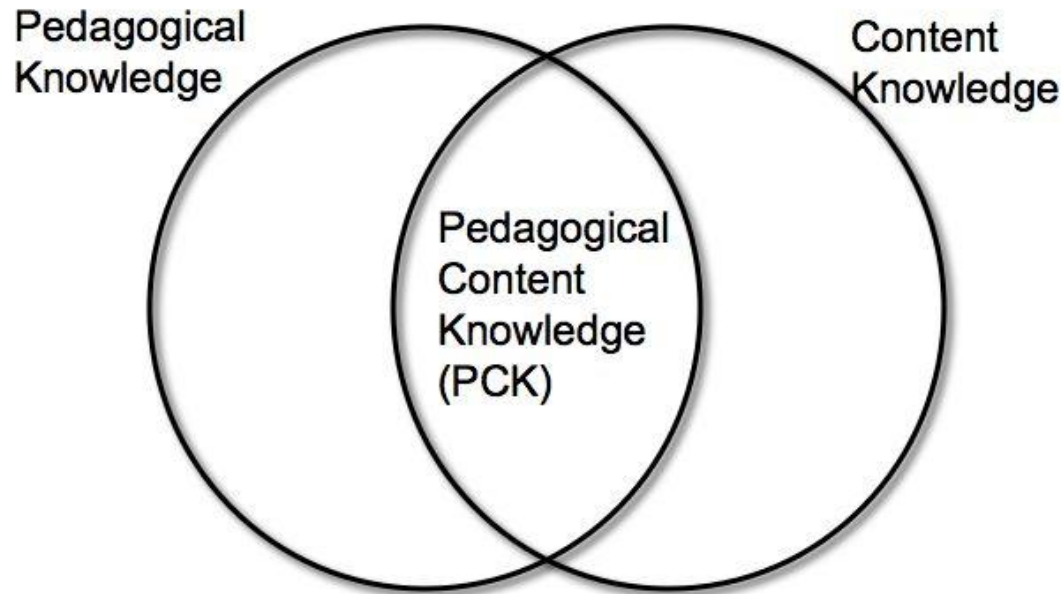 Pedagogical
Knowledge
Content
Knowledge
Pedagogical
Content
Knowledge
(PCK)